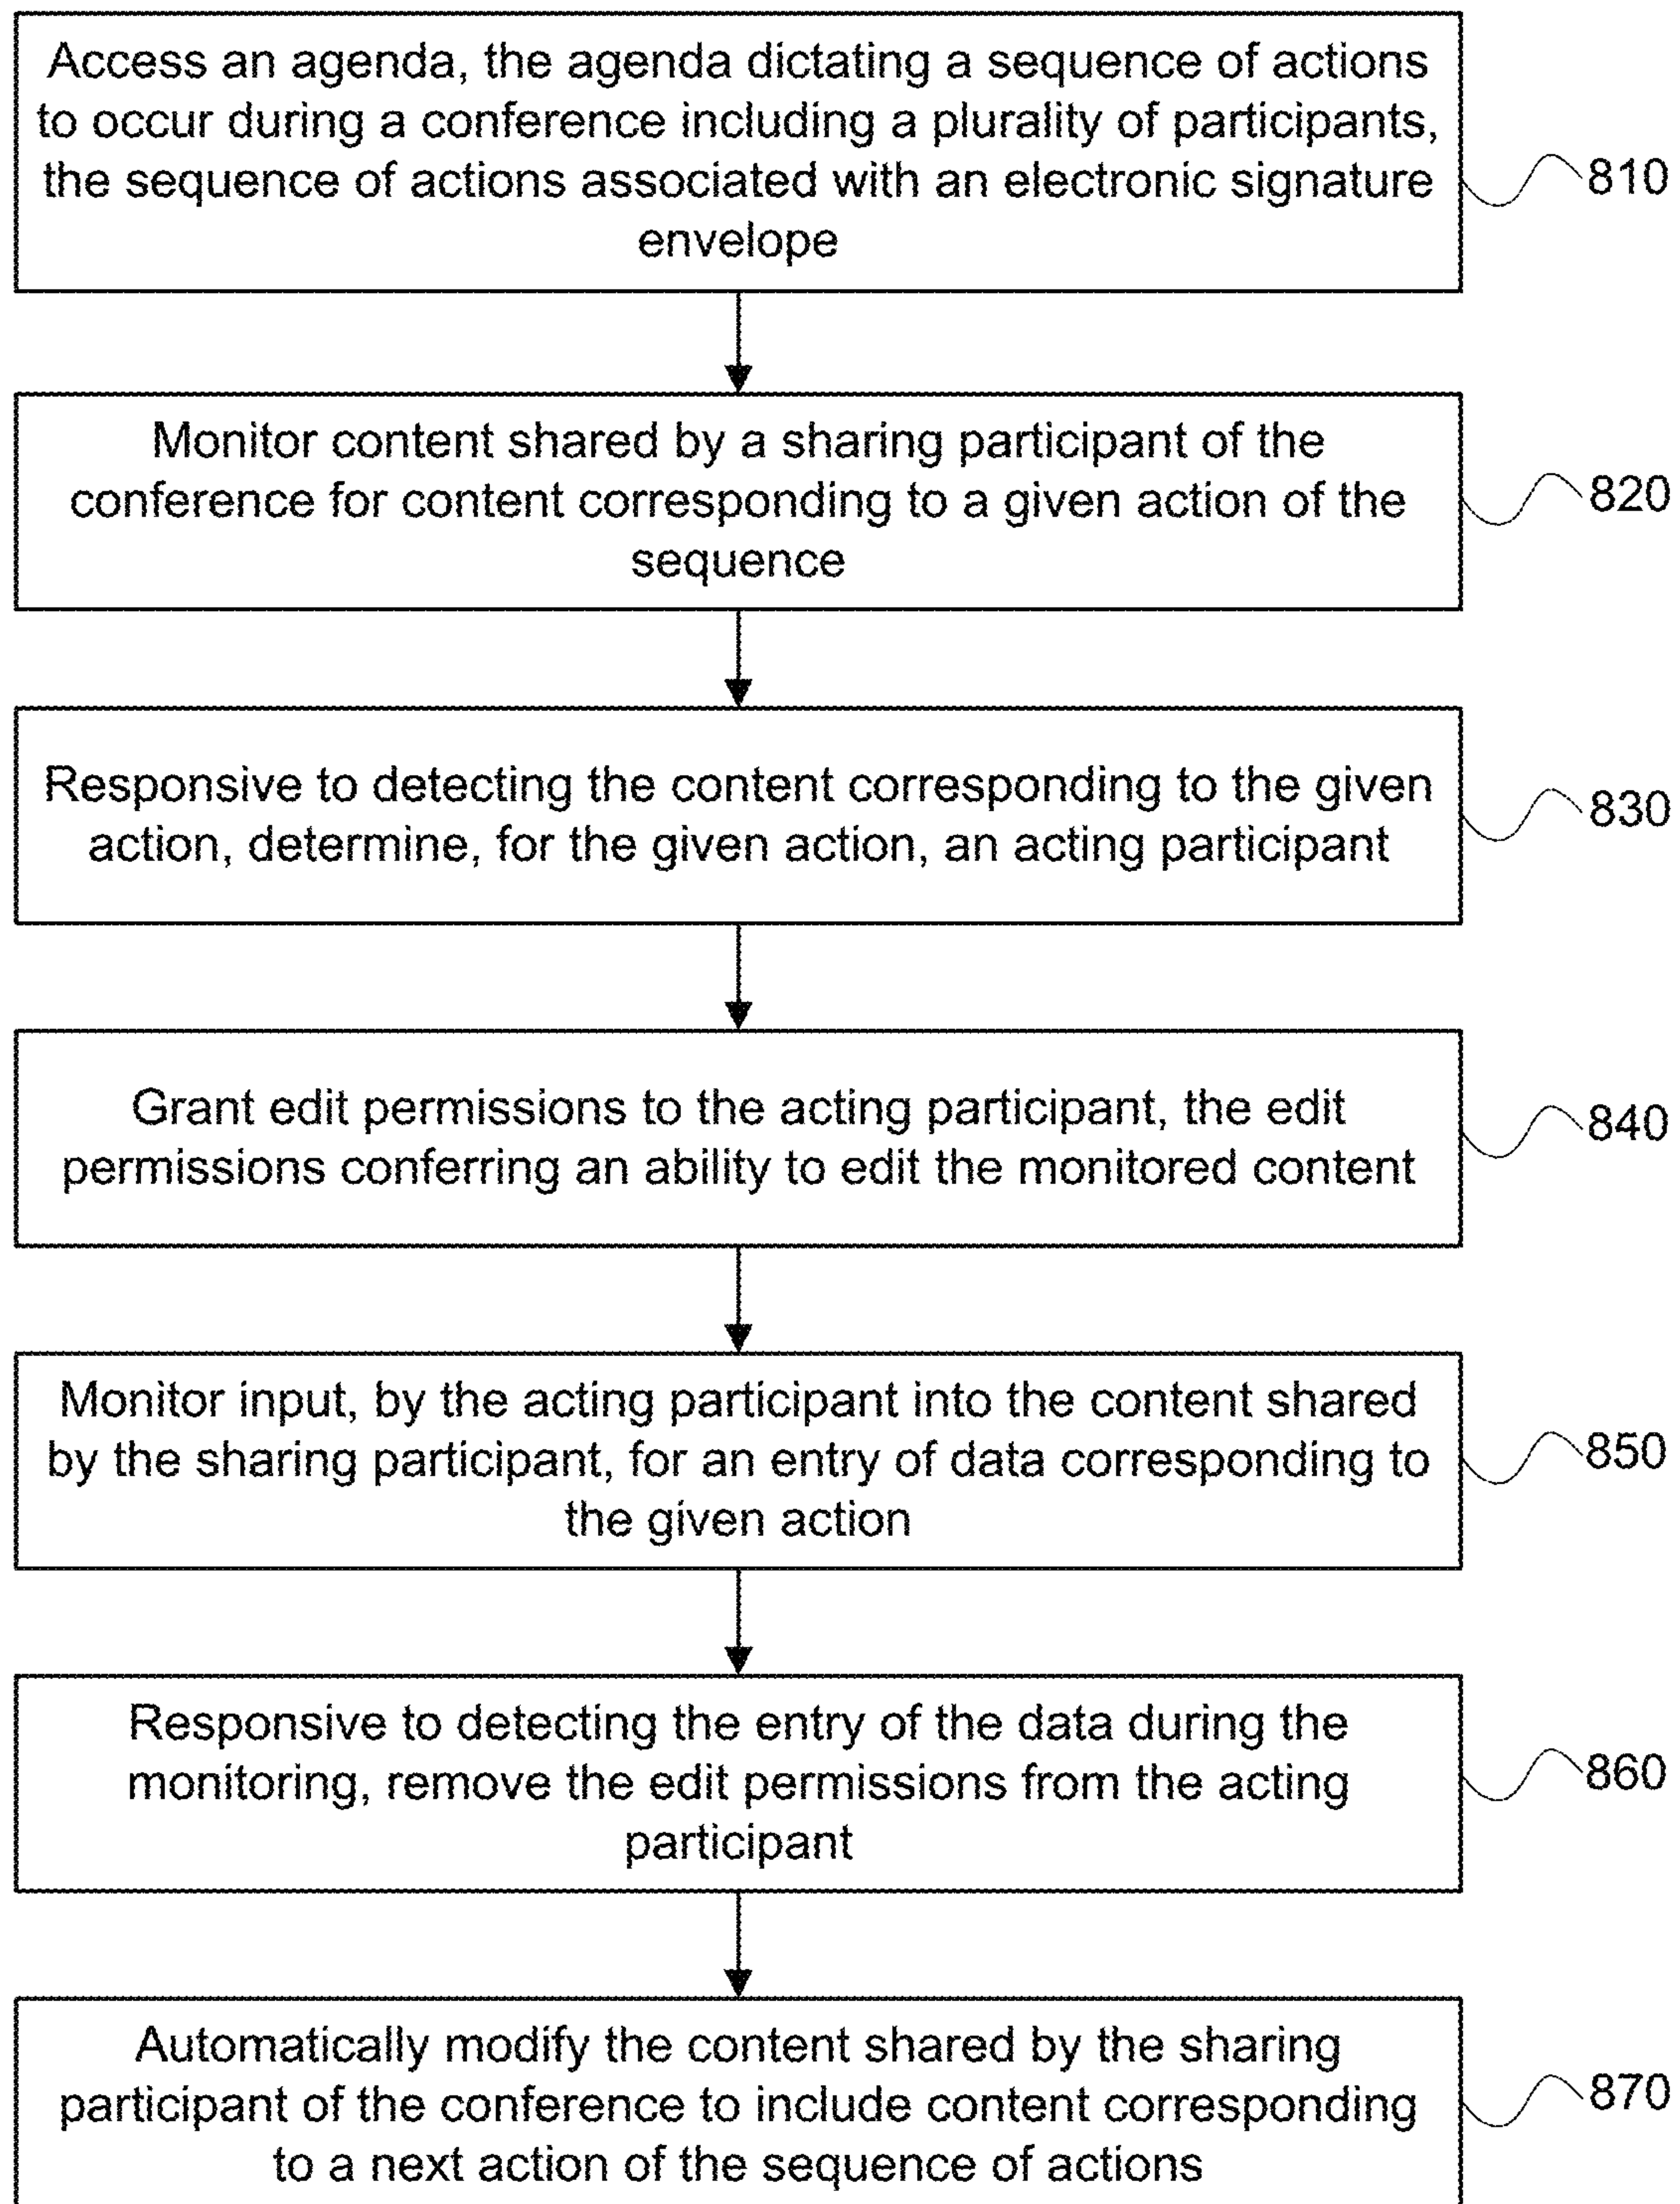 Access an agenda, the agenda dictating a sequence of actions
to occur during a conference including a plurality of participants,
the sequence of actions associated with an electronic signature
envelope
810
Monitor content shared by a sharing participant of the
conference for content corresponding to a given action of the
sequence
820
Responsive to detecting the content corresponding to the given
action, determine, for the given action, an acting participant
830
Grant edit permissions to the acting participant, the edit
permissions conferring an ability to edit the monitored content
840
Monitor input, by the acting participant into the content shared
by the sharing participant, for an entry of data corresponding to
the given action
850
Responsive to detecting the entry of the data during the
monitoring, remove the edit permissions from the acting
participant
860
Automatically modify the content shared by the sharing
participant of the conference to include content corresponding
to a next action of the sequence of actions
870